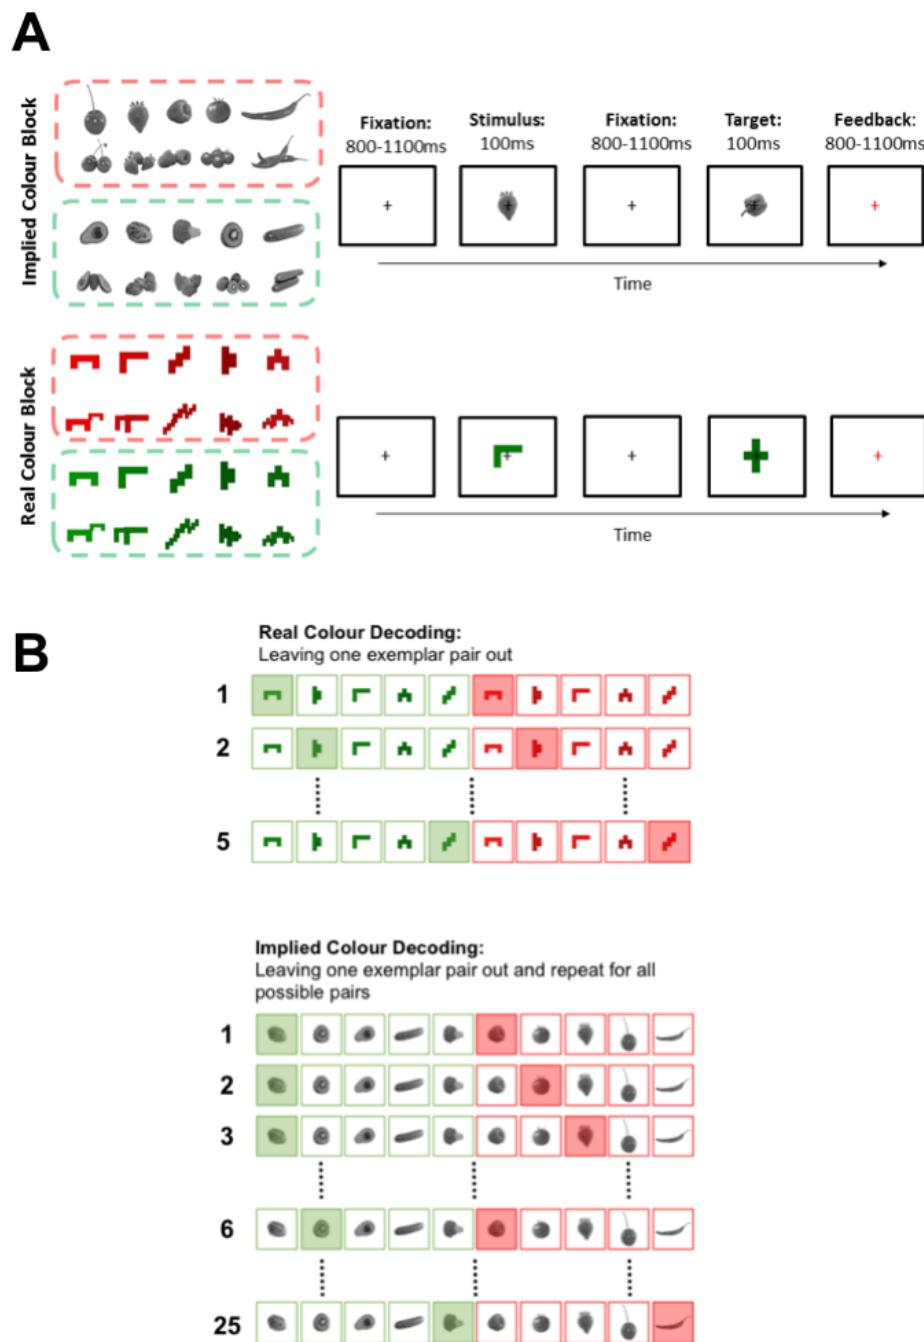 A
Implied Colour Block
Fixation:
800-1100ms
Stimulus:
100ms
Fixation:
800-1100ms
Target:
100ms
Feedback:
800-1100ms
Time
Real Colour Block
Time
B
Real Colour Decoding:
Leaving one exemplar pair out
1
2
5
Implied Colour Decoding:
Leaving one exemplar pair out and repeat for all
possible pairs
1
2
3
6
25